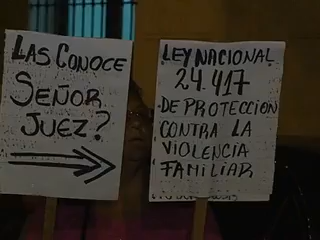 LAS CONOCE
SEÑOR
JUEZ?
LEY NACIONAL
24.417
DE PROTECCION
CONTRA LA
VIOLENCIA
FAMILIAR